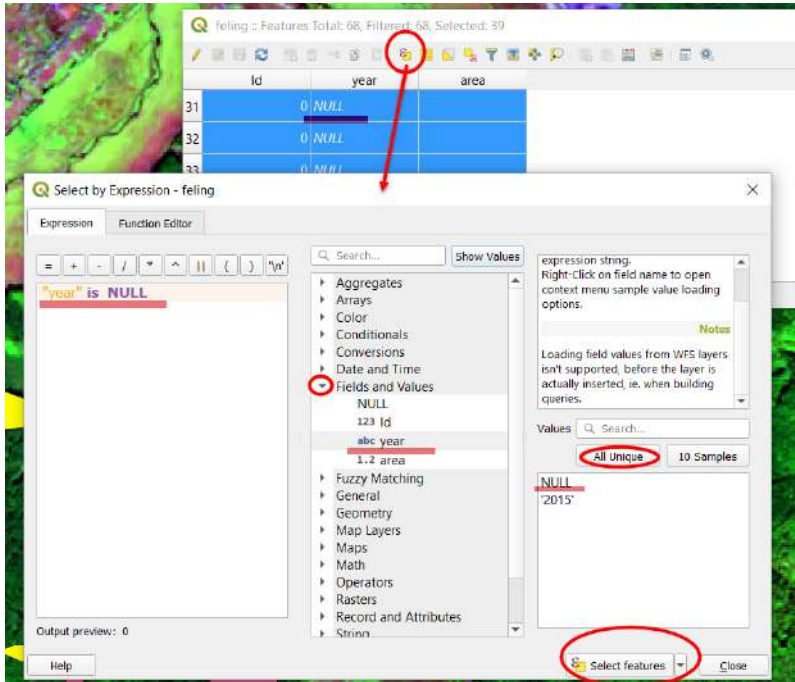 feling :: Features Total: 68, Filtered: 68, Selected: 39
Id year area
31 0 NULL
32 0 NULL
33 0 NULL
Select by Expression - feling
Expression Function Editor
= + - / * ^ || ( ) '\n'
"year" is NULL
Output preview: 0
Help
Search... Show Values
Aggregates
Arrays
Color
Conditionals
Conversions
Date and Time
Fields and Values
NULL
123 Id
abc year
1.2 area
Fuzzy Matching
General
Geometry
Map Layers
Maps
Math
Operators
Rasters
Record and Attributes
String
expression string.
Right-Click on field name to open
context menu sample value loading
options.
Notes
Loading field values from WFS layers
isn't supported, before the layer is
actually inserted, ie. when building
queries.
Values Search...
All Unique 10 Samples
NULL
'2015'
Select features Close